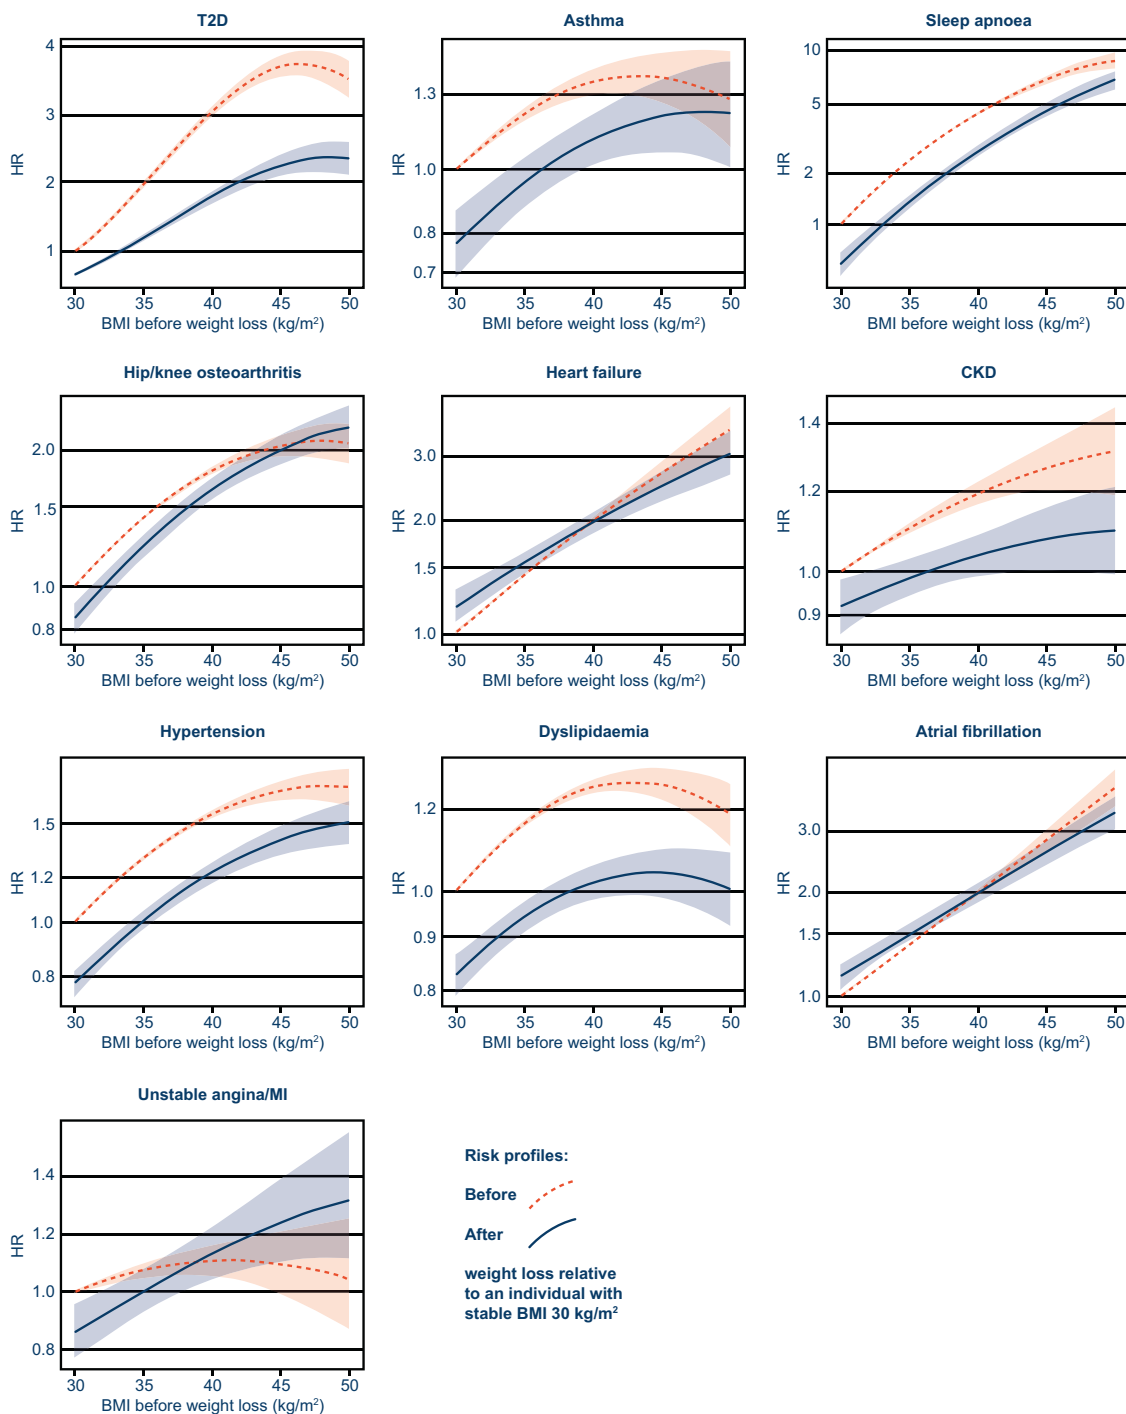 T2D
4
3
2
1
HR
30 35 40 45 50
BMI before weight loss (kg/m²)
Asthma
1.3
1.0
0.8
0.7
HR
30 35 40 45 50
BMI before weight loss (kg/m²)
Sleep apnoea
10
5
2
1
HR
30 35 40 45 50
BMI before weight loss (kg/m²)
Hip/knee osteoarthritis
2.0
1.5
1.0
0.8
HR
30 35 40 45 50
BMI before weight loss (kg/m²)
Heart failure
3.0
2.0
1.5
1.0
HR
30 35 40 45 50
BMI before weight loss (kg/m²)
CKD
1.4
1.2
1.0
0.9
HR
30 35 40 45 50
BMI before weight loss (kg/m²)
Hypertension
1.5
1.2
1.0
0.8
HR
30 35 40 45 50
BMI before weight loss (kg/m²)
Dyslipidaemia
1.2
1.0
0.9
0.8
HR
30 35 40 45 50
BMI before weight loss (kg/m²)
Atrial fibrillation
3.0
2.0
1.5
1.0
HR
30 35 40 45 50
BMI before weight loss (kg/m²)
Unstable angina/MI
1.4
1.2
1.0
0.8
HR
30 35 40 45 50
BMI before weight loss (kg/m²)
Risk profiles:
Before
After
weight loss relative
to an individual with
stable BMI 30 kg/m²